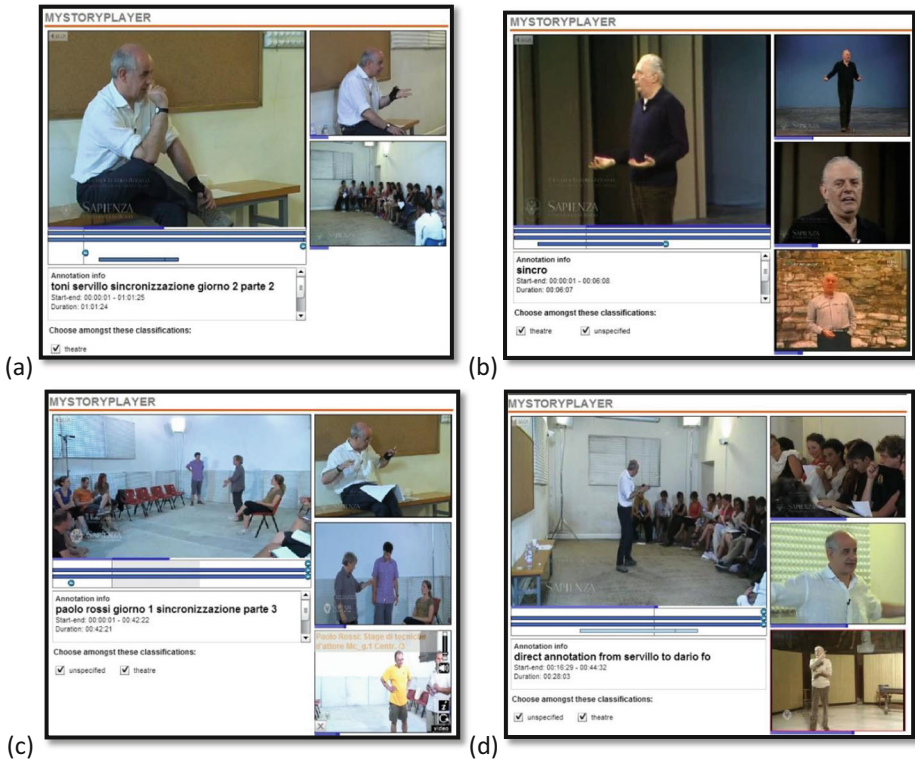 MYSTORYPLAYER
SAPIENZA
Annotation info
toni servillo sincronizzazione giorno 2 parte 2
Start-end: 00:00:01 - 01:01:25
Duration: 01:01:24
Choose amongst these classifications:
theatre
(a)
MYSTORYPLAYER
SAPIENZA
Annotation info
sincro
Start-end: 00:00:01 - 00:06:08
Duration: 00:06:07
Choose amongst these classifications:
theatre unspecified
(b)
MYSTORYPLAYER
SAPIENZA
Annotation info
paolo rossi giorno 1 sincronizzazione parte 3
Start-end: 00:00:01 - 00:42:22
Duration: 00:42:21
Choose amongst these classifications:
unspecified theatre
Paolo Rossi: Stage di tecniche
d'attore Mc_g.1 Centr. /3
video
(c)
MYSTORYPLAYER
SAPIENZA
Annotation info
direct annotation from servillo to dario fo
Start-end: 00:16:29 - 00:44:32
Duration: 00:28:03
Choose amongst these classifications:
unspecified theatre
(d)